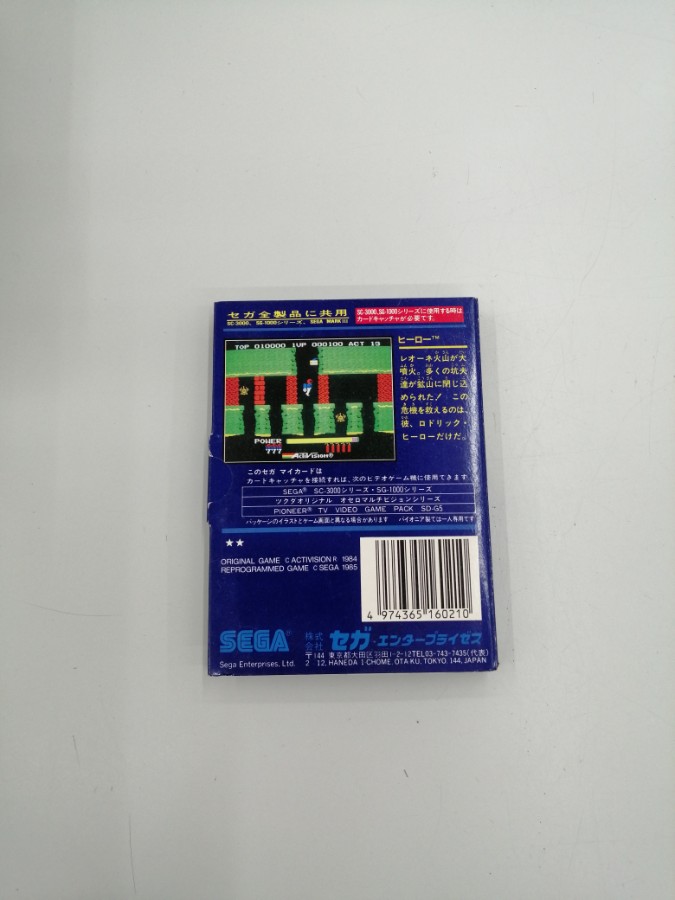 セガ全製品に共用
SC-3000、SG-1000シリーズ、SEGA MARK III
SC-3000、SG-1000シリーズに使用する時は
カードキャッチャが必要です。
TOP 010000 1UP 000100 ACT 13
POWER
777
ACTIVISION®
ヒーロー™
レオーネ火山が大
噴火。多くの坑夫
達が鉱山に閉じ込
められた！この
危機を救えるのは、
彼、ロドリック・
ヒーローだけだ。
このセガ マイカードは
カードキャッチャを接続すれば、次のビデオゲーム機に使用できます
SEGA® SC-3000シリーズ・SG-1000シリーズ
ツクダオリジナル オセロマルチビジョンシリーズ
PIONEER® TV VIDEO GAME PACK SD-G5
パッケージのイラストとゲーム画面と異なる場合があります パイオニア製では一人専用です
★★
ORIGINAL GAME © ACTIVISION R 1984
REPROGRAMMED GAME © SEGA 1985
4 974365 160210
SEGA®
Sega Enterprises, Ltd.
株式会社 セガ・エンタープライゼス
〒144 東京都大田区羽田1-2-12 TEL03-743-7435(代表)
2 12, HANEDA 1-CHOME, OTA-KU, TOKYO, 144, JAPAN